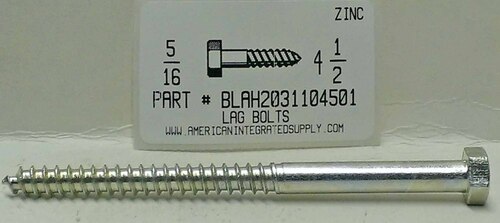 ZINC
5/16 4 1/2
PART # BLAH2031104501
LAG BOLTS
WWW.AMERICANINTEGRATEDSUPPLY.COM